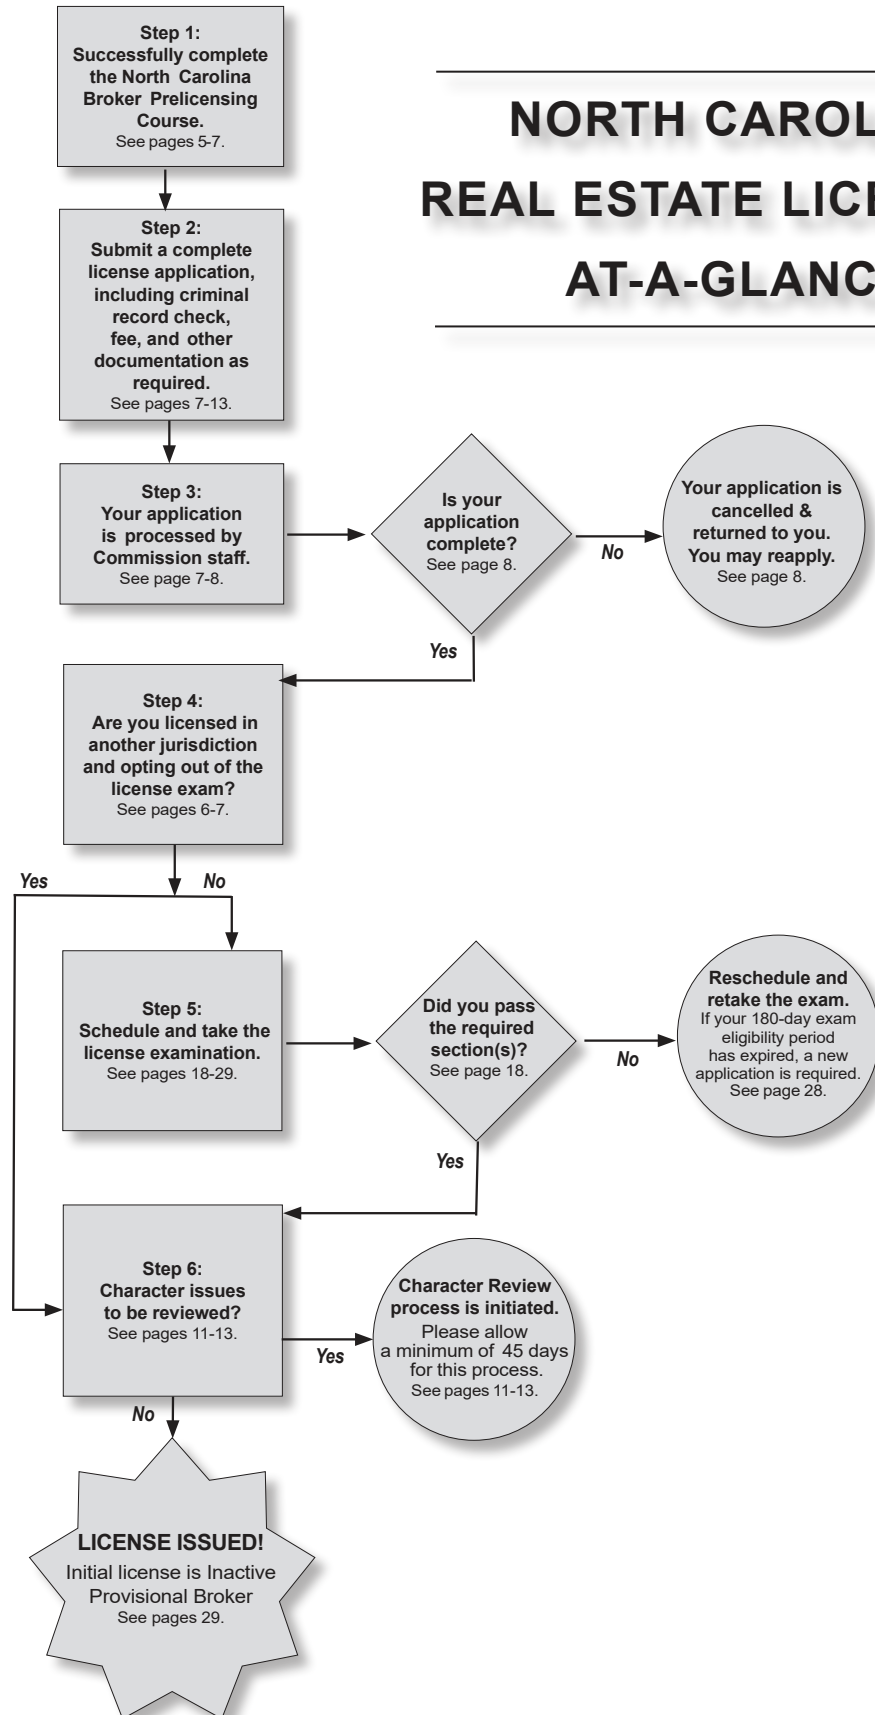 Step 1:
Successfully complete
the North Carolina
Broker Prelicensing
Course.
See pages 5-7.
NORTH CAROL
REAL ESTATE LICE
AT-A-GLANC
Step 2:
Submit a complete
license application,
including criminal
record check,
fee, and other
documentation as
required.
See pages 7-13.
Step 3:
Your application
is processed by
Commission staff.
See page 7-8.
Is your
application
complete?
See page 8.
No
Your application is
cancelled &
returned to you.
You may reapply.
See page 8.
Yes
Step 4:
Are you licensed in
another jurisdiction
and opting out of the
license exam?
See pages 6-7.
Yes
No
Step 5:
Schedule and take the
license examination.
See pages 18-29.
Did you pass
the required
section(s)?
See page 18.
No
Reschedule and
retake the exam.
If your 180-day exam
eligibility period
has expired, a new
application is required.
See page 28.
Yes
Step 6:
Character issues
to be reviewed?
See pages 11-13.
Yes
Character Review
process is initiated.
Please allow
a minimum of 45 days
for this process.
See pages 11-13.
No
LICENSE ISSUED!
Initial license is Inactive
Provisional Broker
See pages 29.